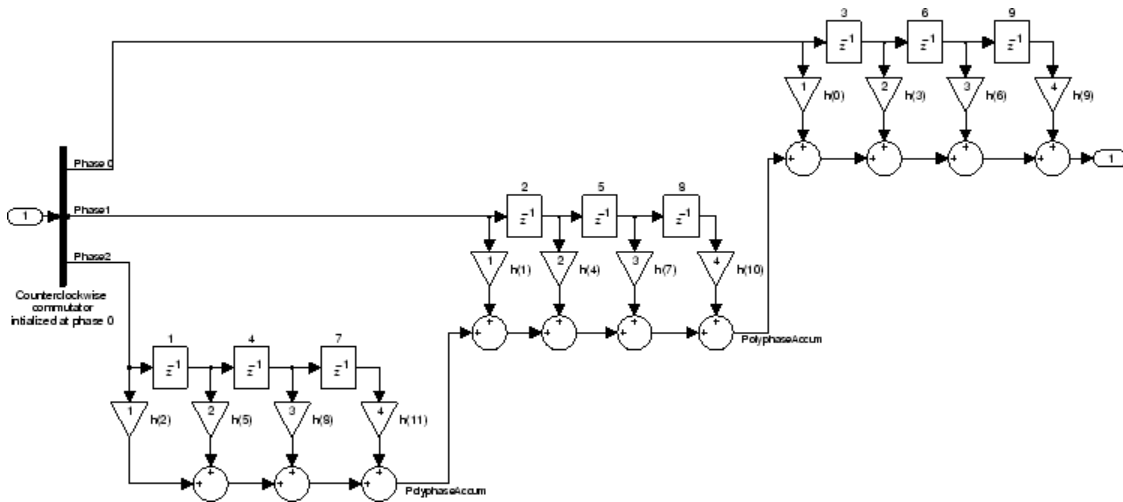 3 6 9
z⁻¹ z⁻¹ z⁻¹
1 h(0) 2 h(3) 3 h(6) 4 h(9)
+ + + +
+ + + + 1
Phase 0
2 5 8
z⁻¹ z⁻¹ z⁻¹
1 Phase1
1 h(1) 2 h(4) 3 h(7) 4 h(10)
Phase2
Counterclockwise
commutator
intialized at phase 0
+ + + +
+ + + +
PolyphaseAccum
1 4 7
z⁻¹ z⁻¹ z⁻¹
1 h(2) 2 h(5) 3 h(8) 4 h(11)
+ + +
+ + +
PolyphaseAccum